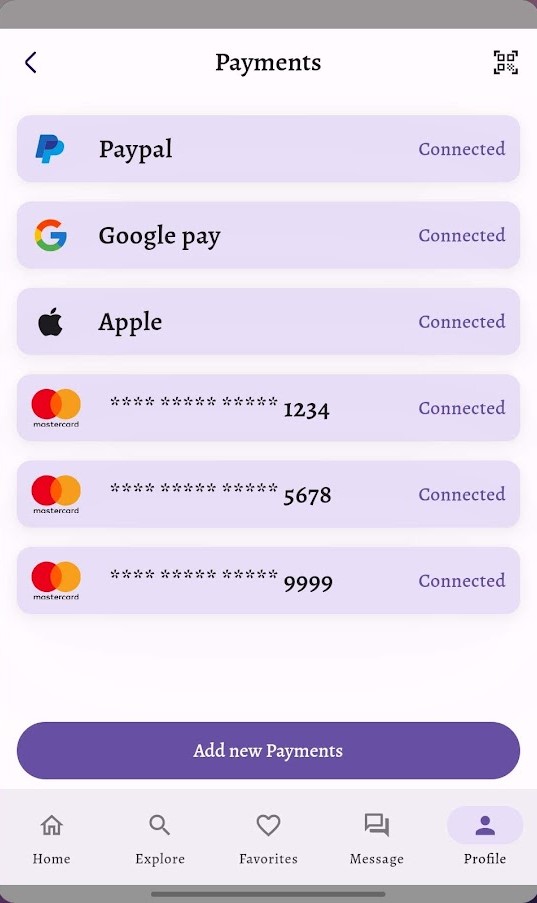 Payments
Paypal Connected
Google pay Connected
Apple Connected
mastercard **** ***** ***** 1234 Connected
mastercard **** ***** ***** 5678 Connected
mastercard **** ***** ***** 9999 Connected
Add new Payments
Home Explore Favorites Message Profile